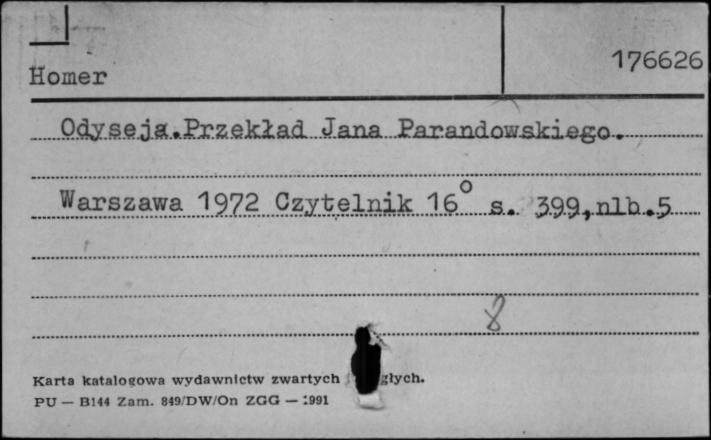 176626
Homer
Odyseja.Przekład Jana Parandowskiego.
Warszawa 1972 Czytelnik 16° s. 399,nlb.5
8
Karta katalogowa wydawnictw zwartych głych.
PU — B144 Zam. 849/DW/On ZGG — 1991